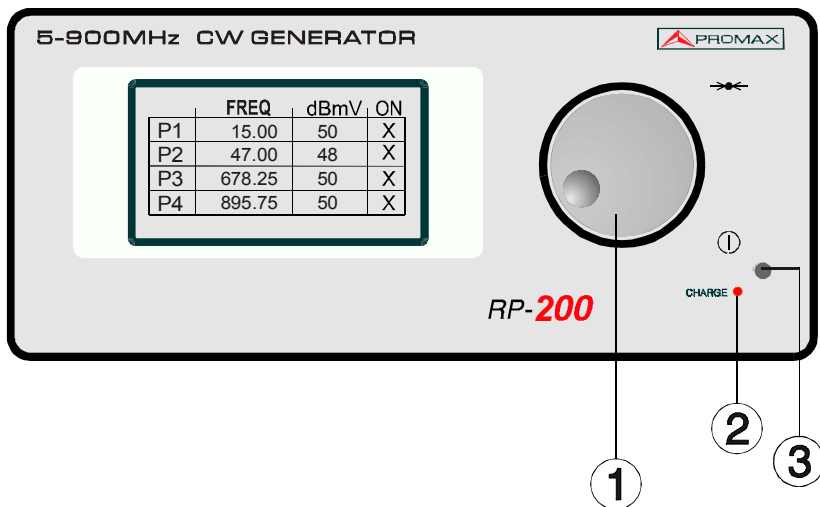 5-900MHz CW GENERATOR
PROMAX
FREQ dBmV ON
P1 15.00 50 X
P2 47.00 48 X
P3 678.25 50 X
P4 895.75 50 X
CHARGE
RP-200
1
2
3